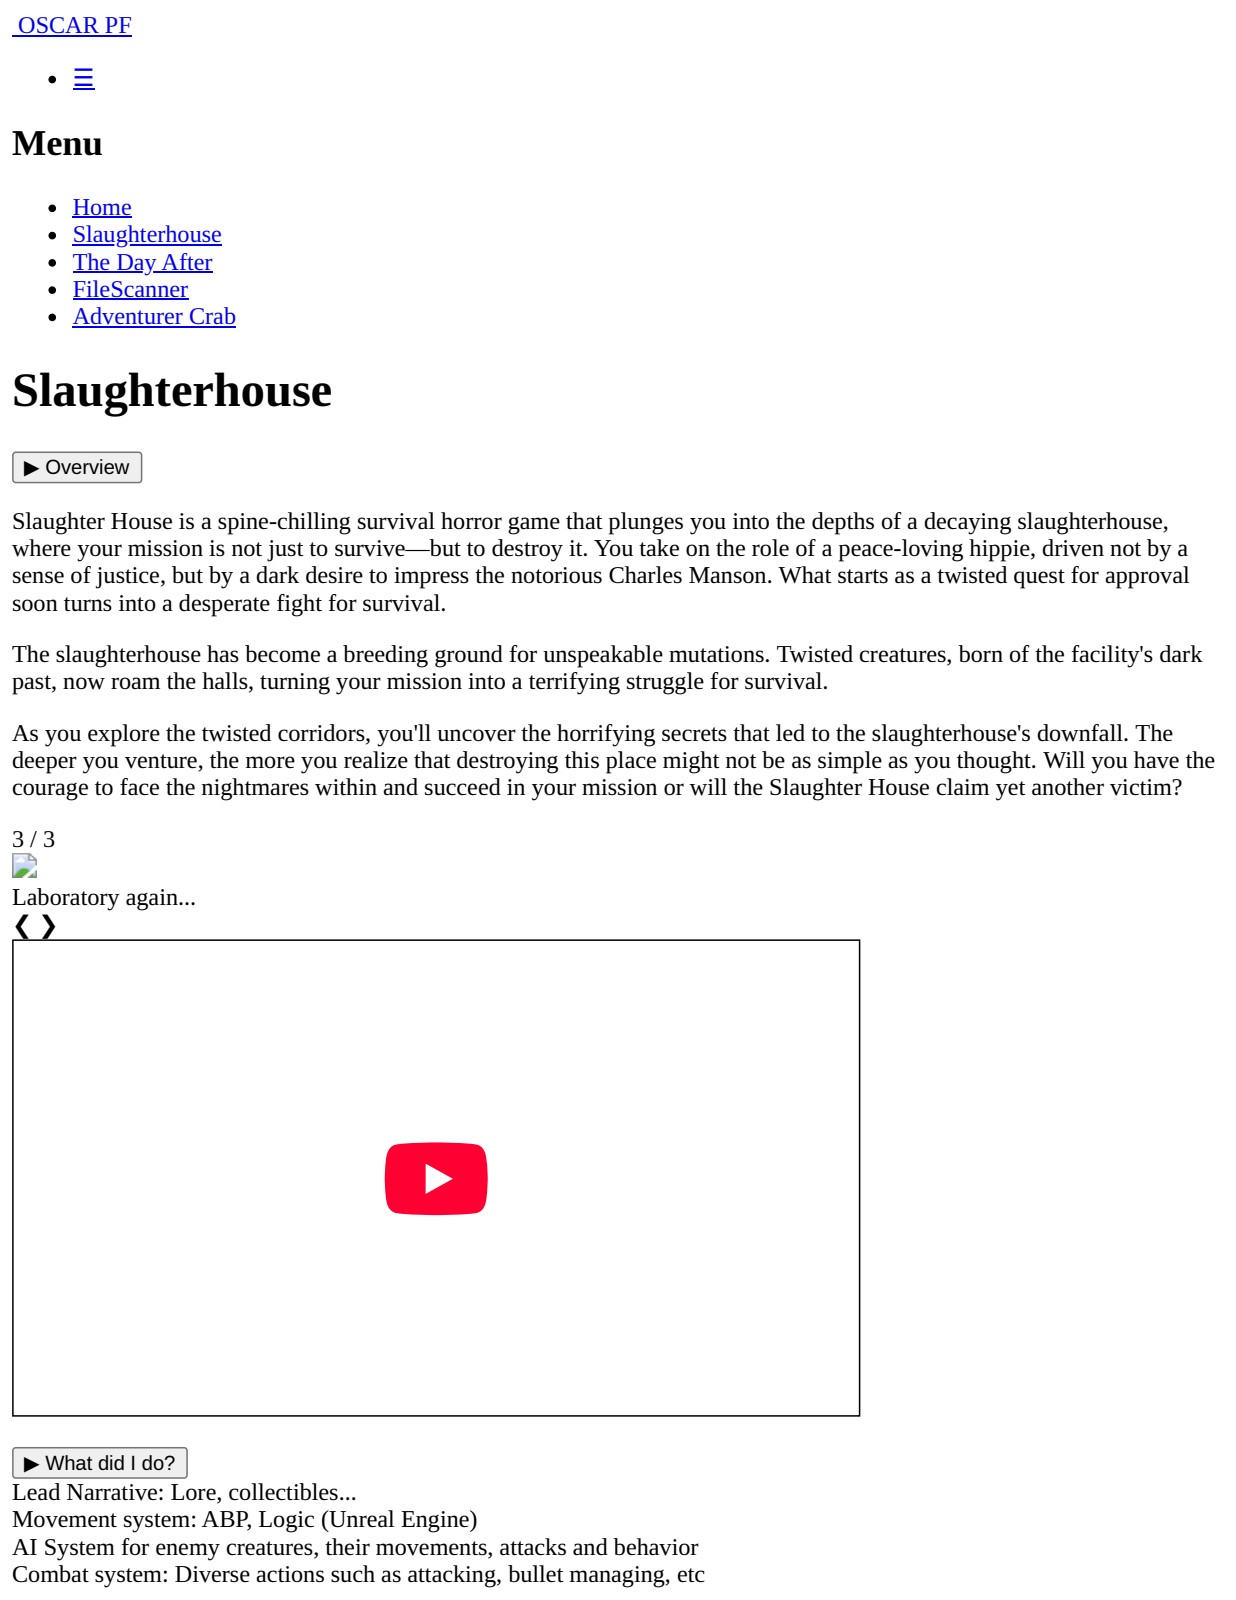 OSCAR PF
☰
Menu
Home
Slaughterhouse
The Day After
FileScanner
Adventurer Crab
Slaughterhouse
▶ Overview
Slaughter House is a spine-chilling survival horror game that plunges you into the depths of a decaying slaughterhouse,
where your mission is not just to survive—but to destroy it. You take on the role of a peace-loving hippie, driven not by a
sense of justice, but by a dark desire to impress the notorious Charles Manson. What starts as a twisted quest for approval
soon turns into a desperate fight for survival.
The slaughterhouse has become a breeding ground for unspeakable mutations. Twisted creatures, born of the facility's dark
past, now roam the halls, turning your mission into a terrifying struggle for survival.
As you explore the twisted corridors, you'll uncover the horrifying secrets that led to the slaughterhouse's downfall. The
deeper you venture, the more you realize that destroying this place might not be as simple as you thought. Will you have the
courage to face the nightmares within and succeed in your mission or will the Slaughter House claim yet another victim?
3 / 3
Laboratory again...
❮ ❯
▶ What did I do?
Lead Narrative: Lore, collectibles...
Movement system: ABP, Logic (Unreal Engine)
AI System for enemy creatures, their movements, attacks and behavior
Combat system: Diverse actions such as attacking, bullet managing, etc